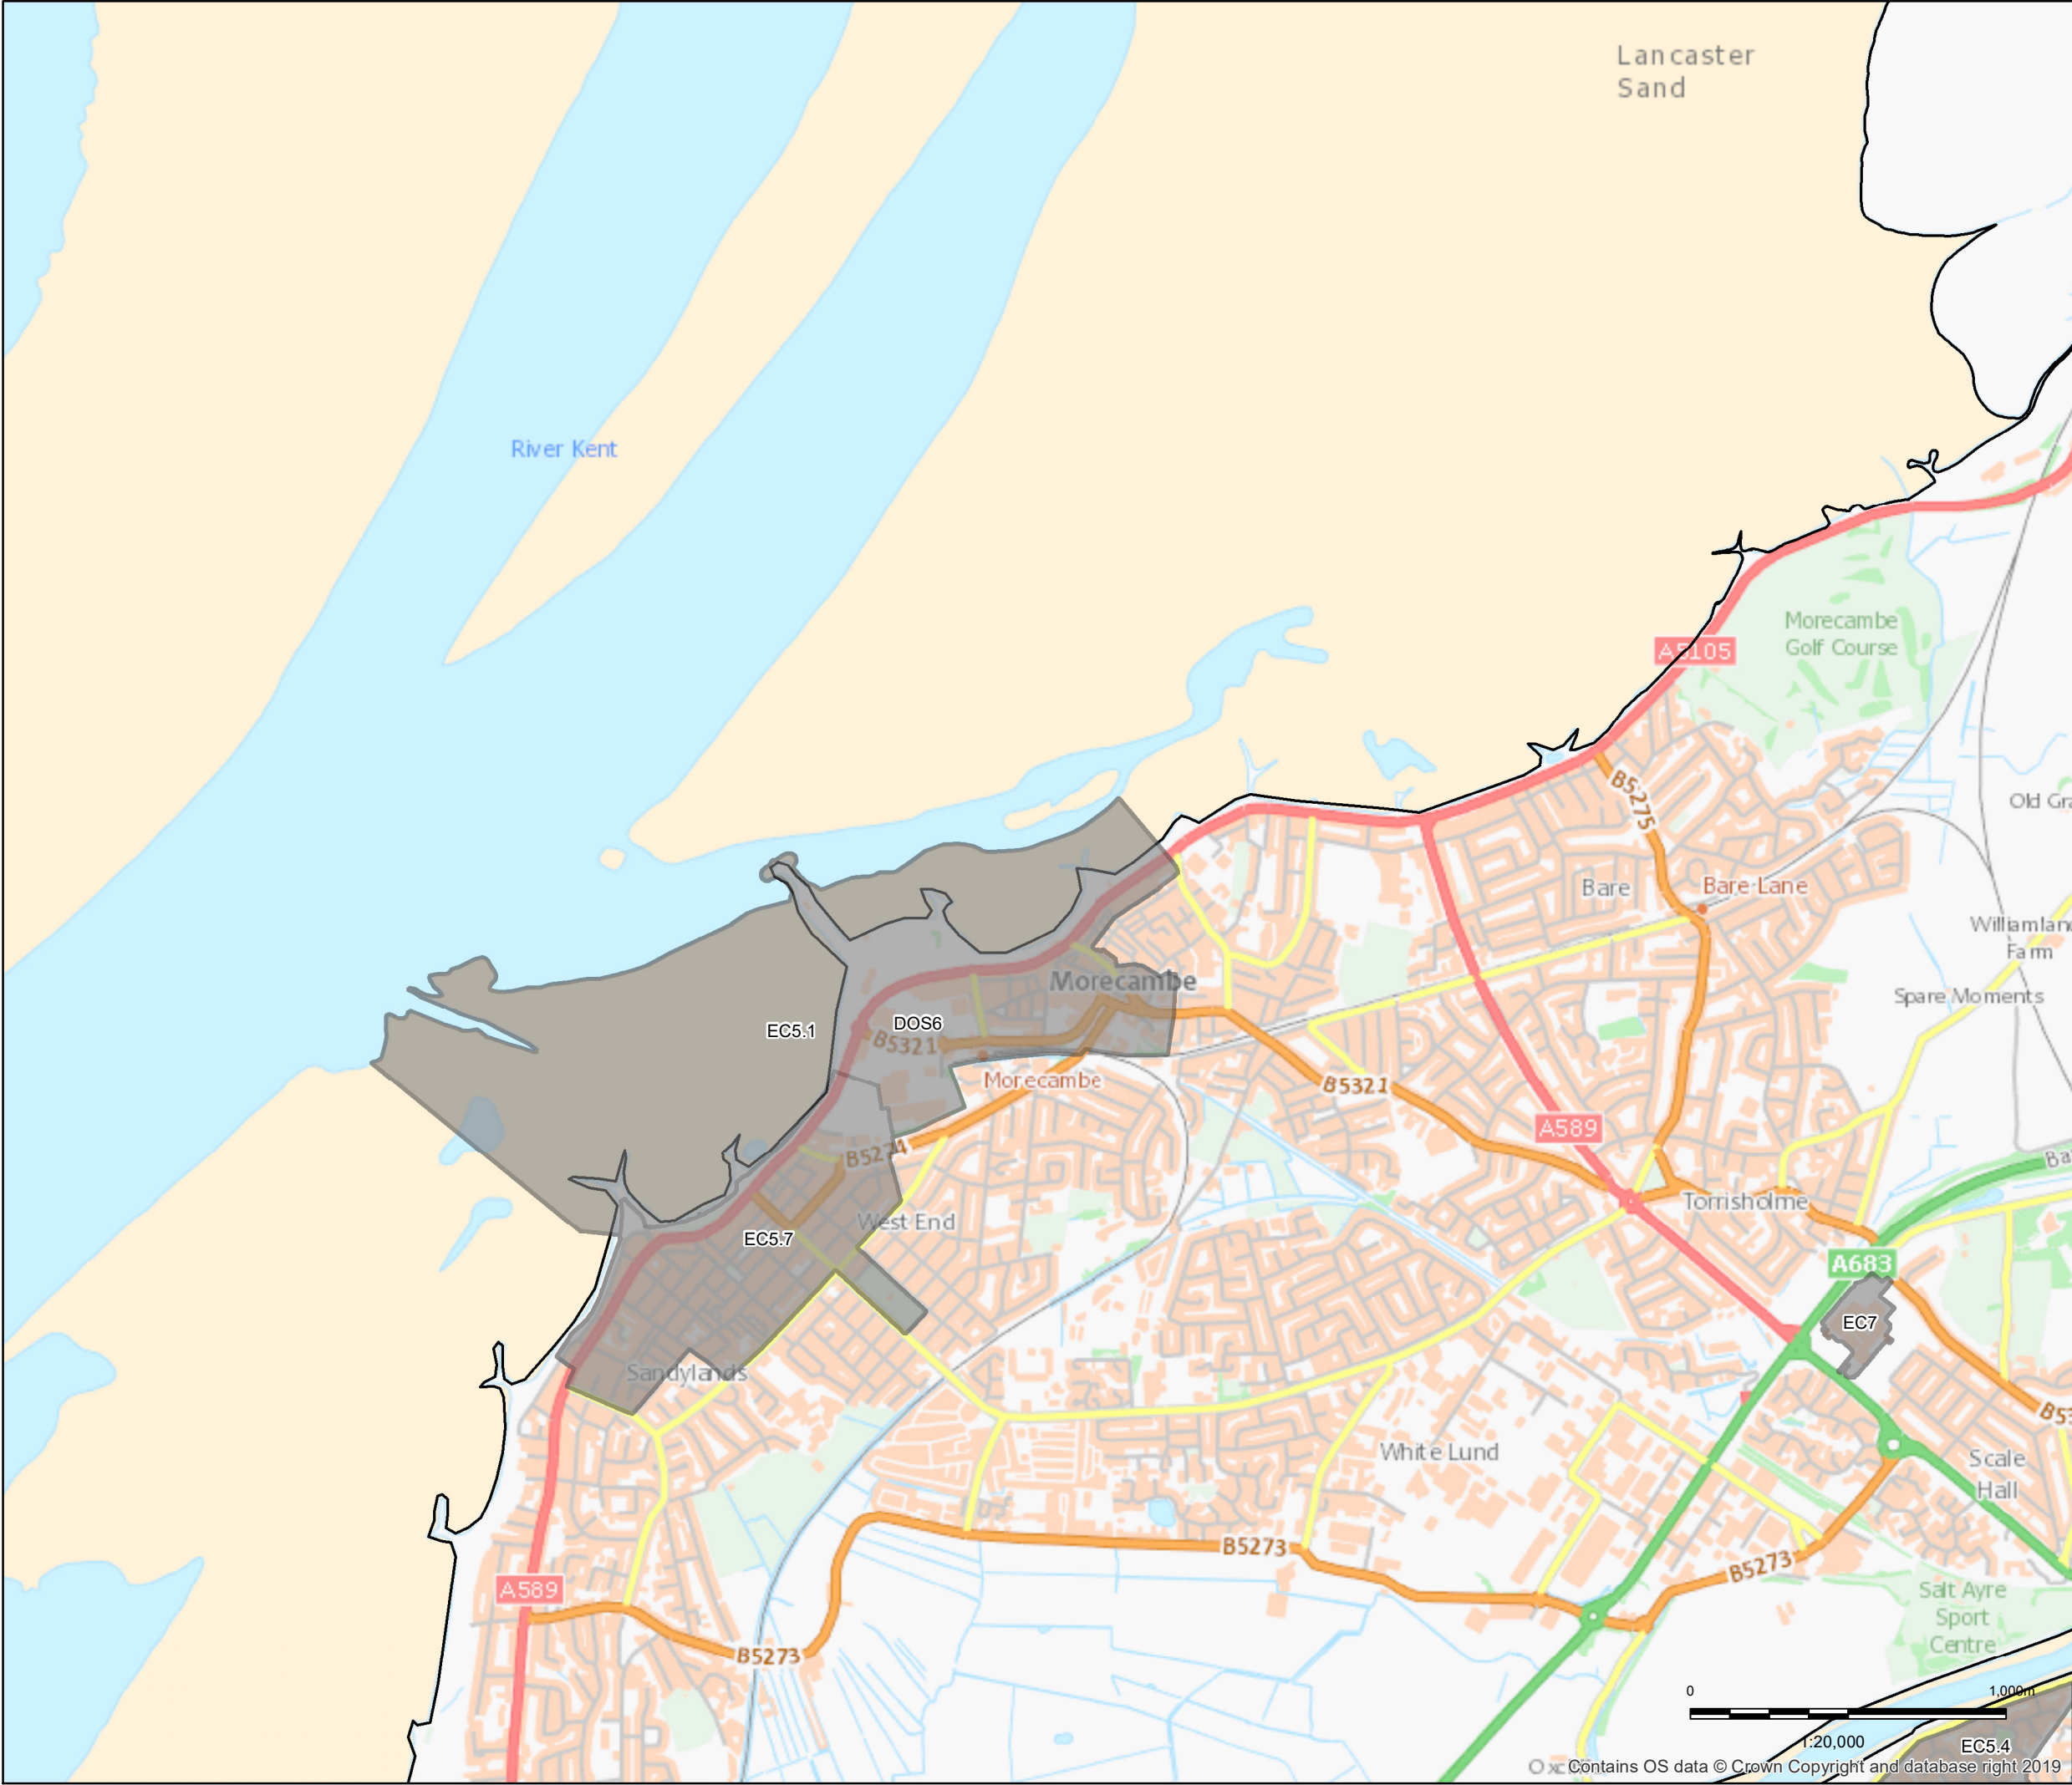 Lancaster
Sand
River Kent
Morecambe
Golf Course
A5105
B5275
Old Gr
Bare
Bare Lane
Williamlan
Farm
Morecambe
Spare Moments
EC5.1
DOS6
B5321
Morecambe
B5321
A589
B5274
Ba
Torrisholme
West End
EC5.7
A683
EC7
Sandylands
B53
White Lund
Scale
Hall
B5273
B5273
A589
Salt Ayre
Sport
Centre
B5273
0
1,000m
1:20,000
EC5.4
Contains OS data © Crown Copyright and database right 2019